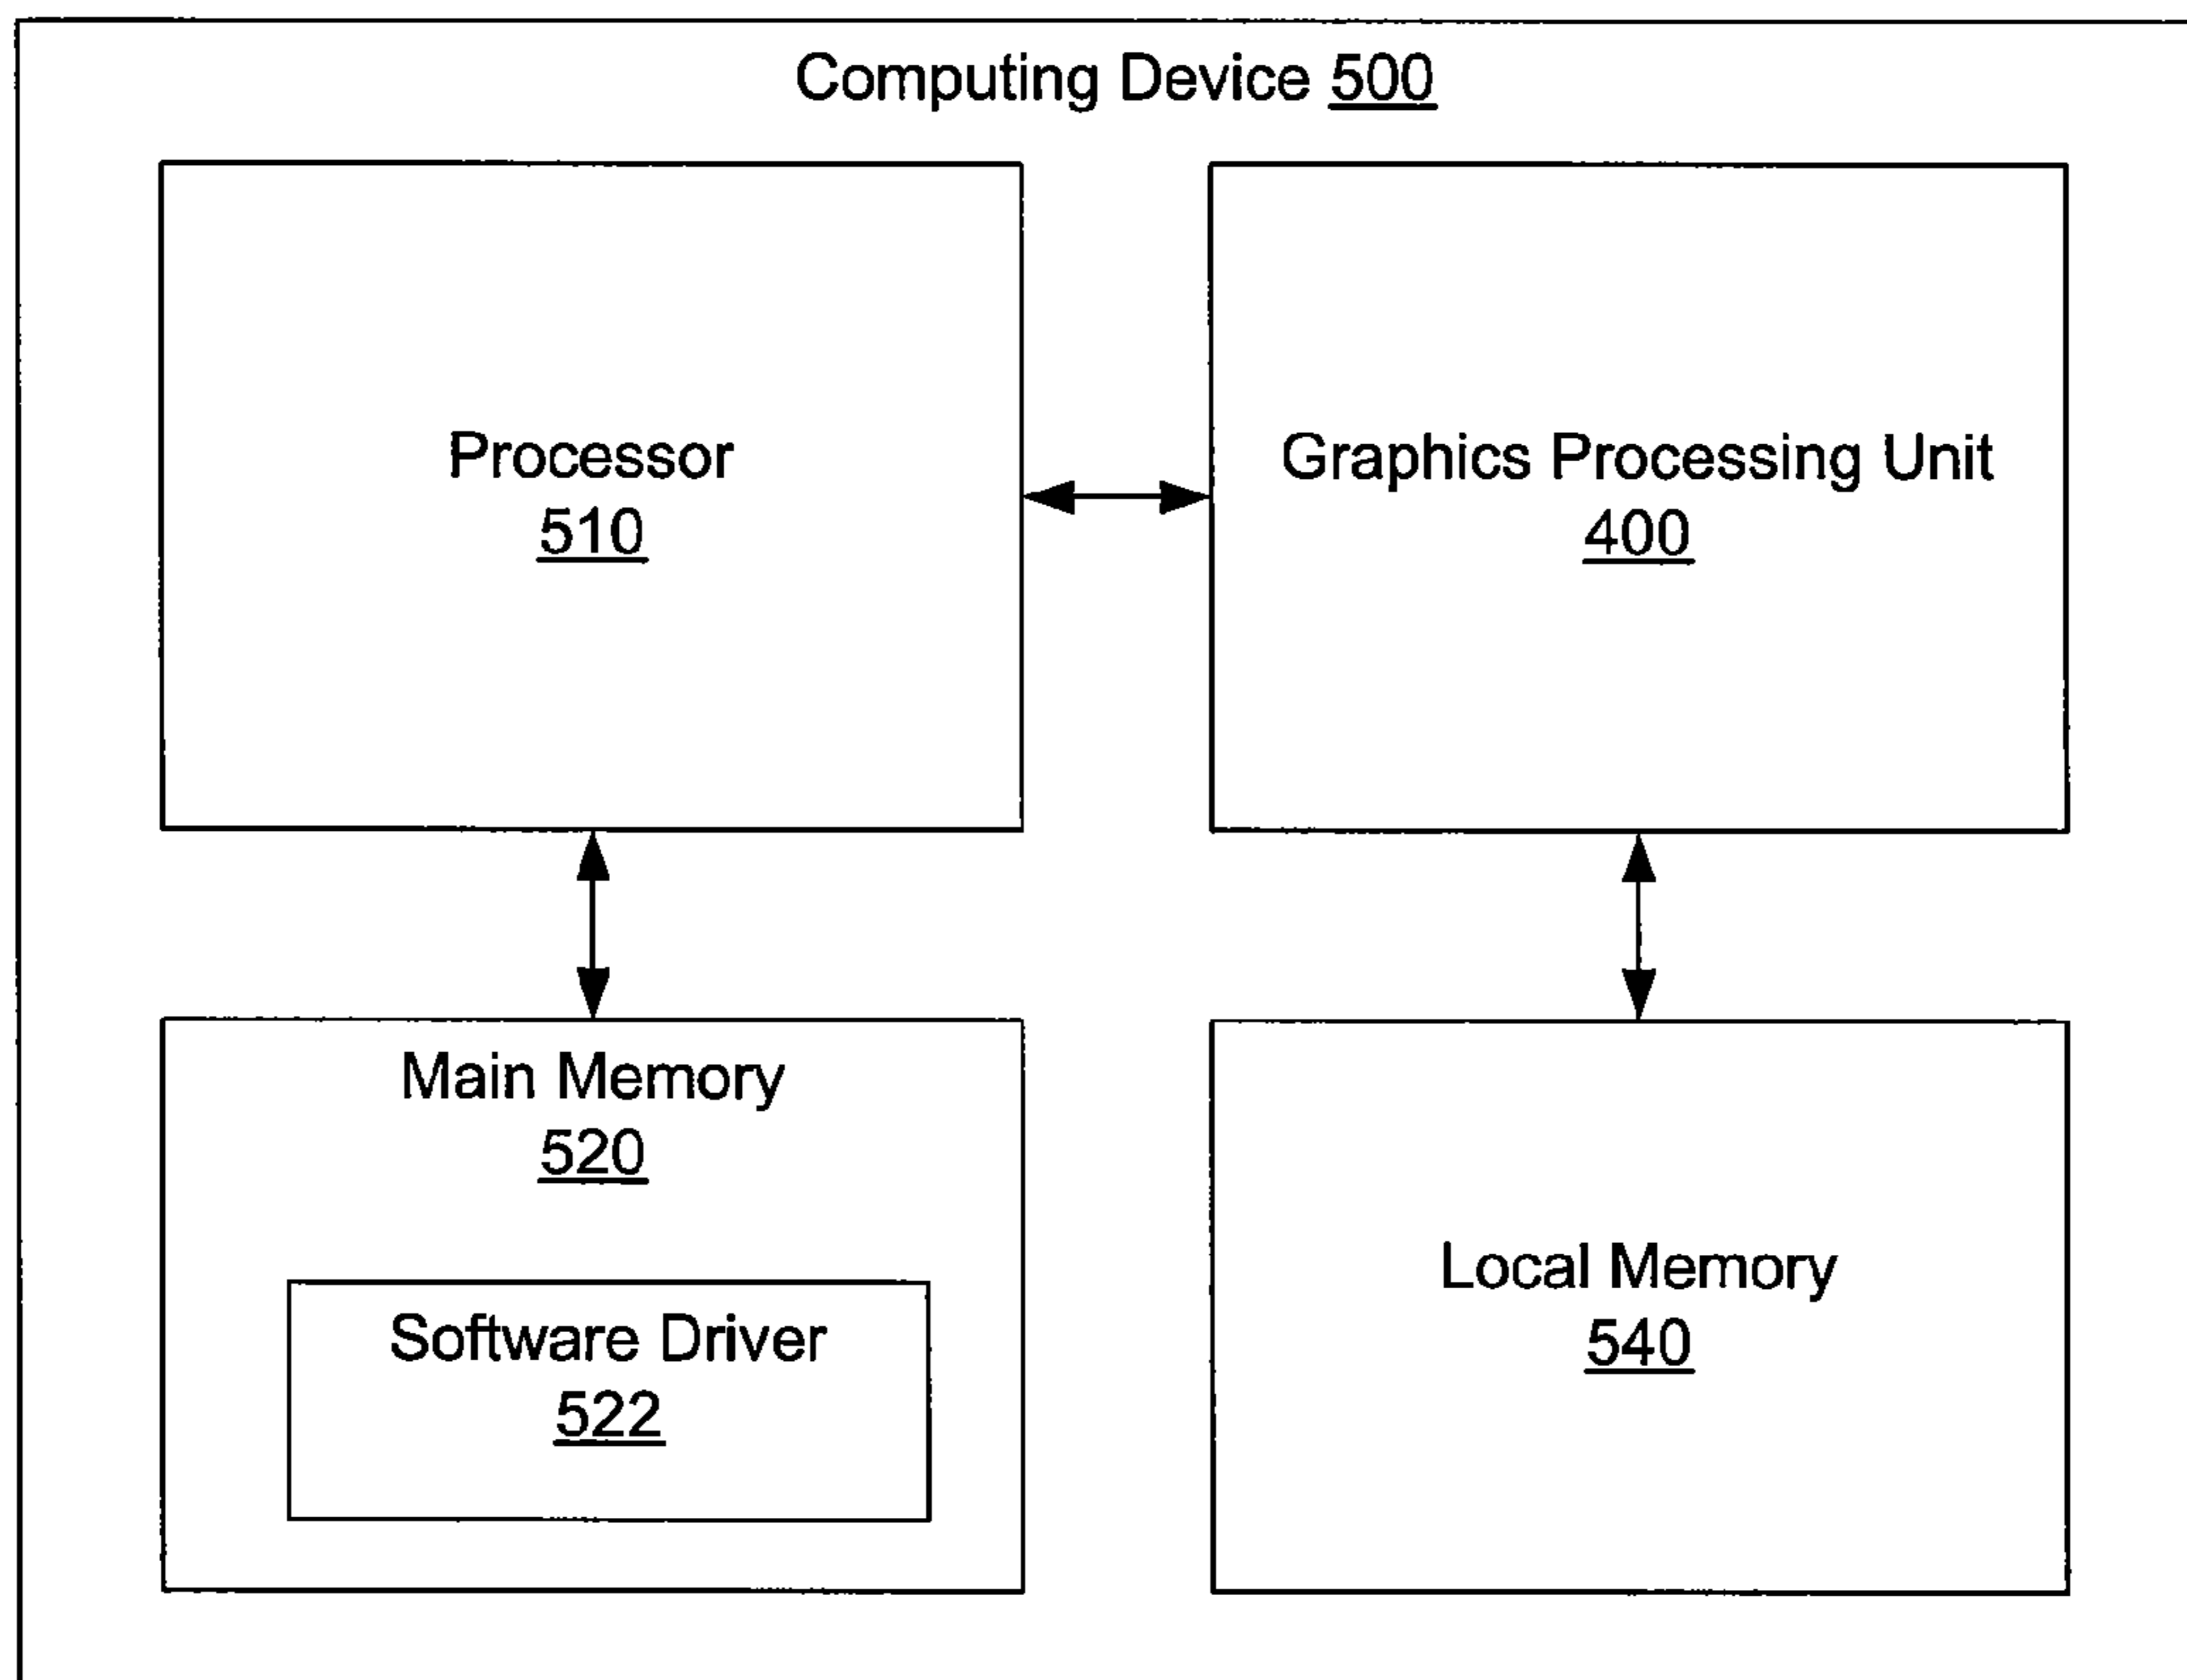 Computing Device 500
Processor
510
Graphics Processing Unit
400
Main Memory
520
Software Driver
522
Local Memory
540